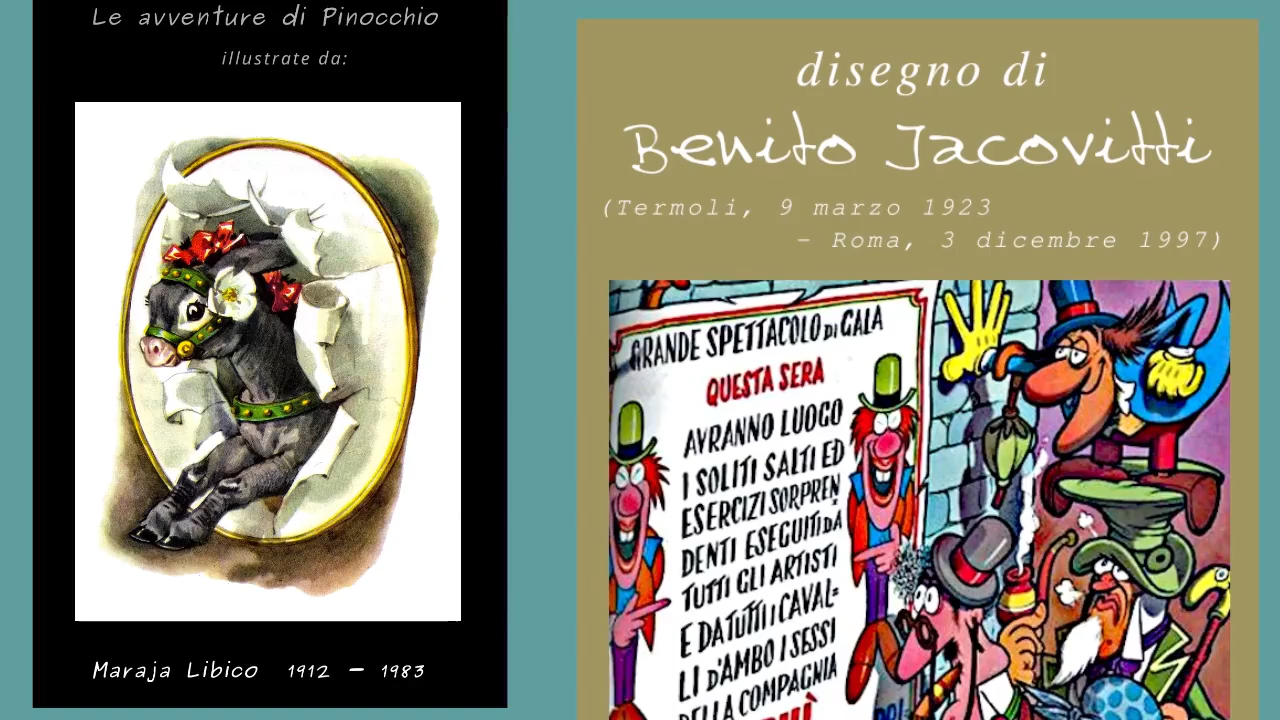 Le avventure di Pinocchio
illustrate da:
Maraja Libico 1912 – 1983
disegno di
Benito Jacovitti
(Termoli, 9 marzo 1923
– Roma, 3 dicembre 1997)
GRANDE SPETTACOLO DI GALA
QUESTA SERA
AVRANNO LUOGO
I SOLITI SALTI ED
ESERCIZI SORPREN
DENTI ESEGUITI DA
TUTTI GLI ARTISTI
E DA TUTTI I CAVAL=
LI D'AMBO I SESSI
DELLA COMPAGNIA